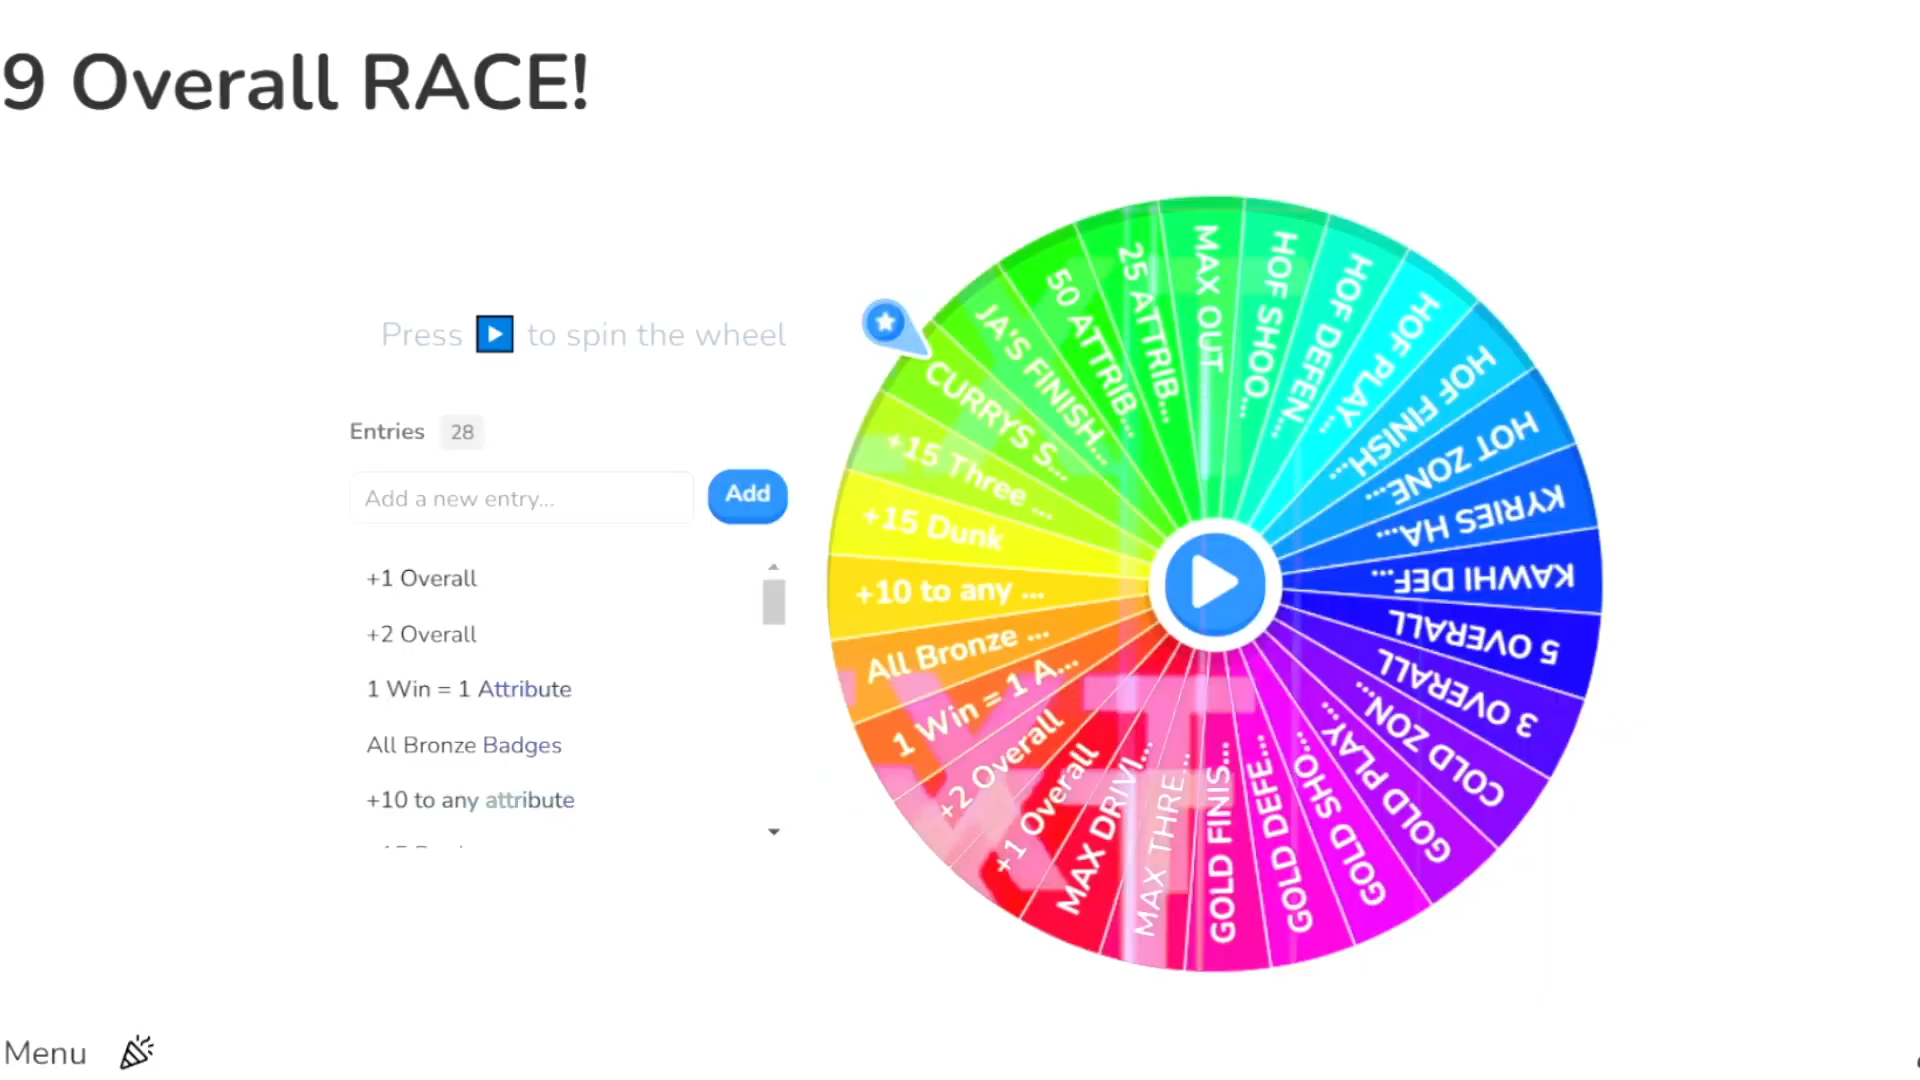 9 Overall RACE!
Press ▶ to spin the wheel
Entries 28
Add a new entry...
Add
+1 Overall
+2 Overall
1 Win = 1 Attribute
All Bronze Badges
+10 to any attribute
MAX OUT
HOF SHOO...
HOF DEFEN...
HOF PLAY...
HOF FINISH...
HOT ZONE...
KYRIES HA...
KAWHI DEF...
5 OVERALL
3 OVERALL
COLD ZON...
GOLD PLAY...
GOLD SHO...
GOLD DEFE...
GOLD FINIS...
MAX THRE...
MAX DRIVI...
+1 Overall
+2 Overall
1 Win = 1 A...
All Bronze ...
+10 to any ...
+15 Dunk
+15 Three ...
CURRYS S...
JA'S FINISH...
50 ATTRIB...
25 ATTRIB...
Menu